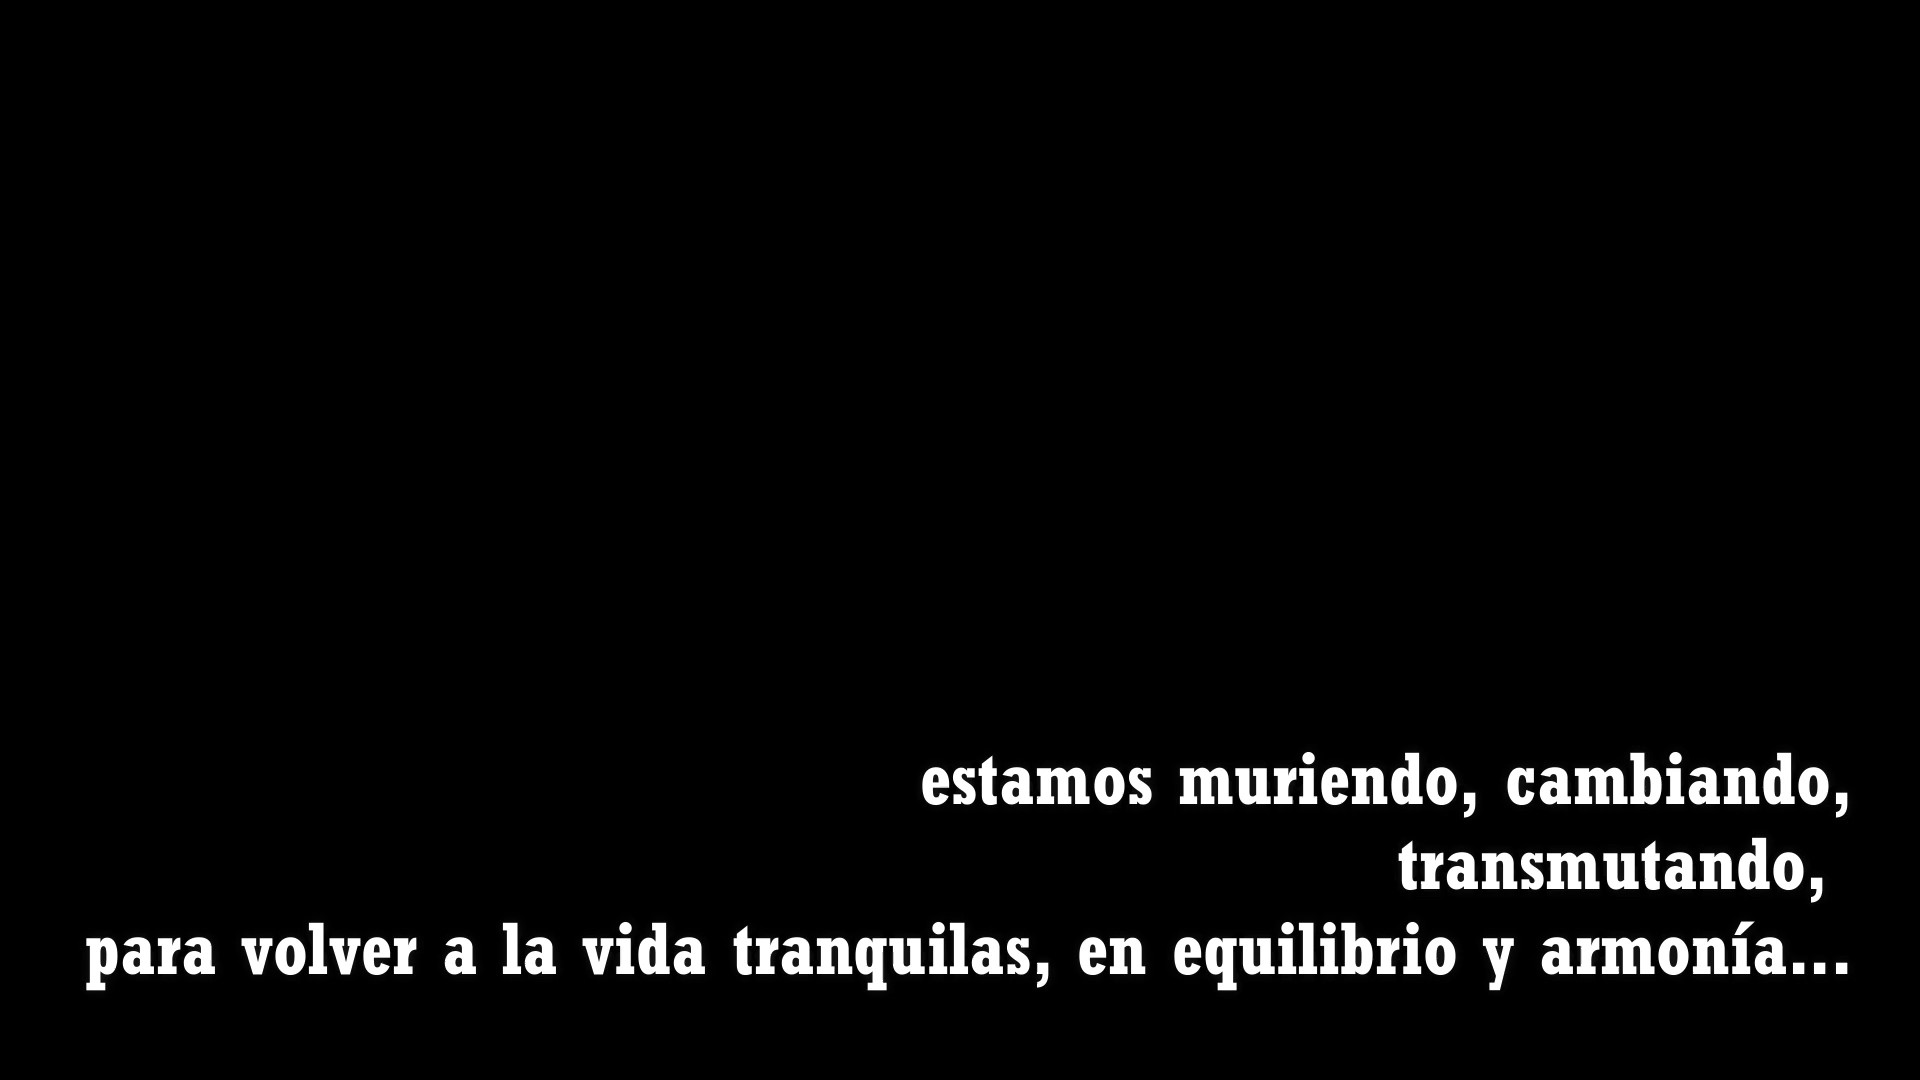 estamos muriendo, cambiando,
transmutando,
para volver a la vida tranquilas, en equilibrio y armonía...